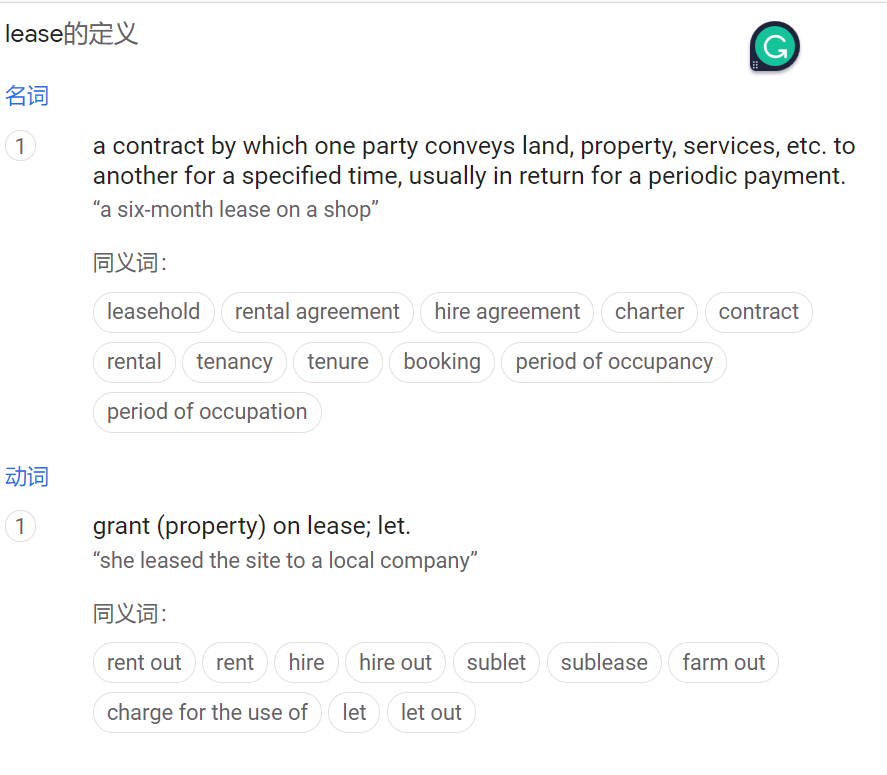 lease的定义
G
名词
1
a contract by which one party conveys land, property, services, etc. to
another for a specified time, usually in return for a periodic payment.
“a six-month lease on a shop”
同义词：
leasehold rental agreement hire agreement charter contract
rental tenancy tenure booking period of occupancy
period of occupation
动词
1
grant (property) on lease; let.
“she leased the site to a local company”
同义词：
rent out rent hire hire out sublet sublease farm out
charge for the use of let let out